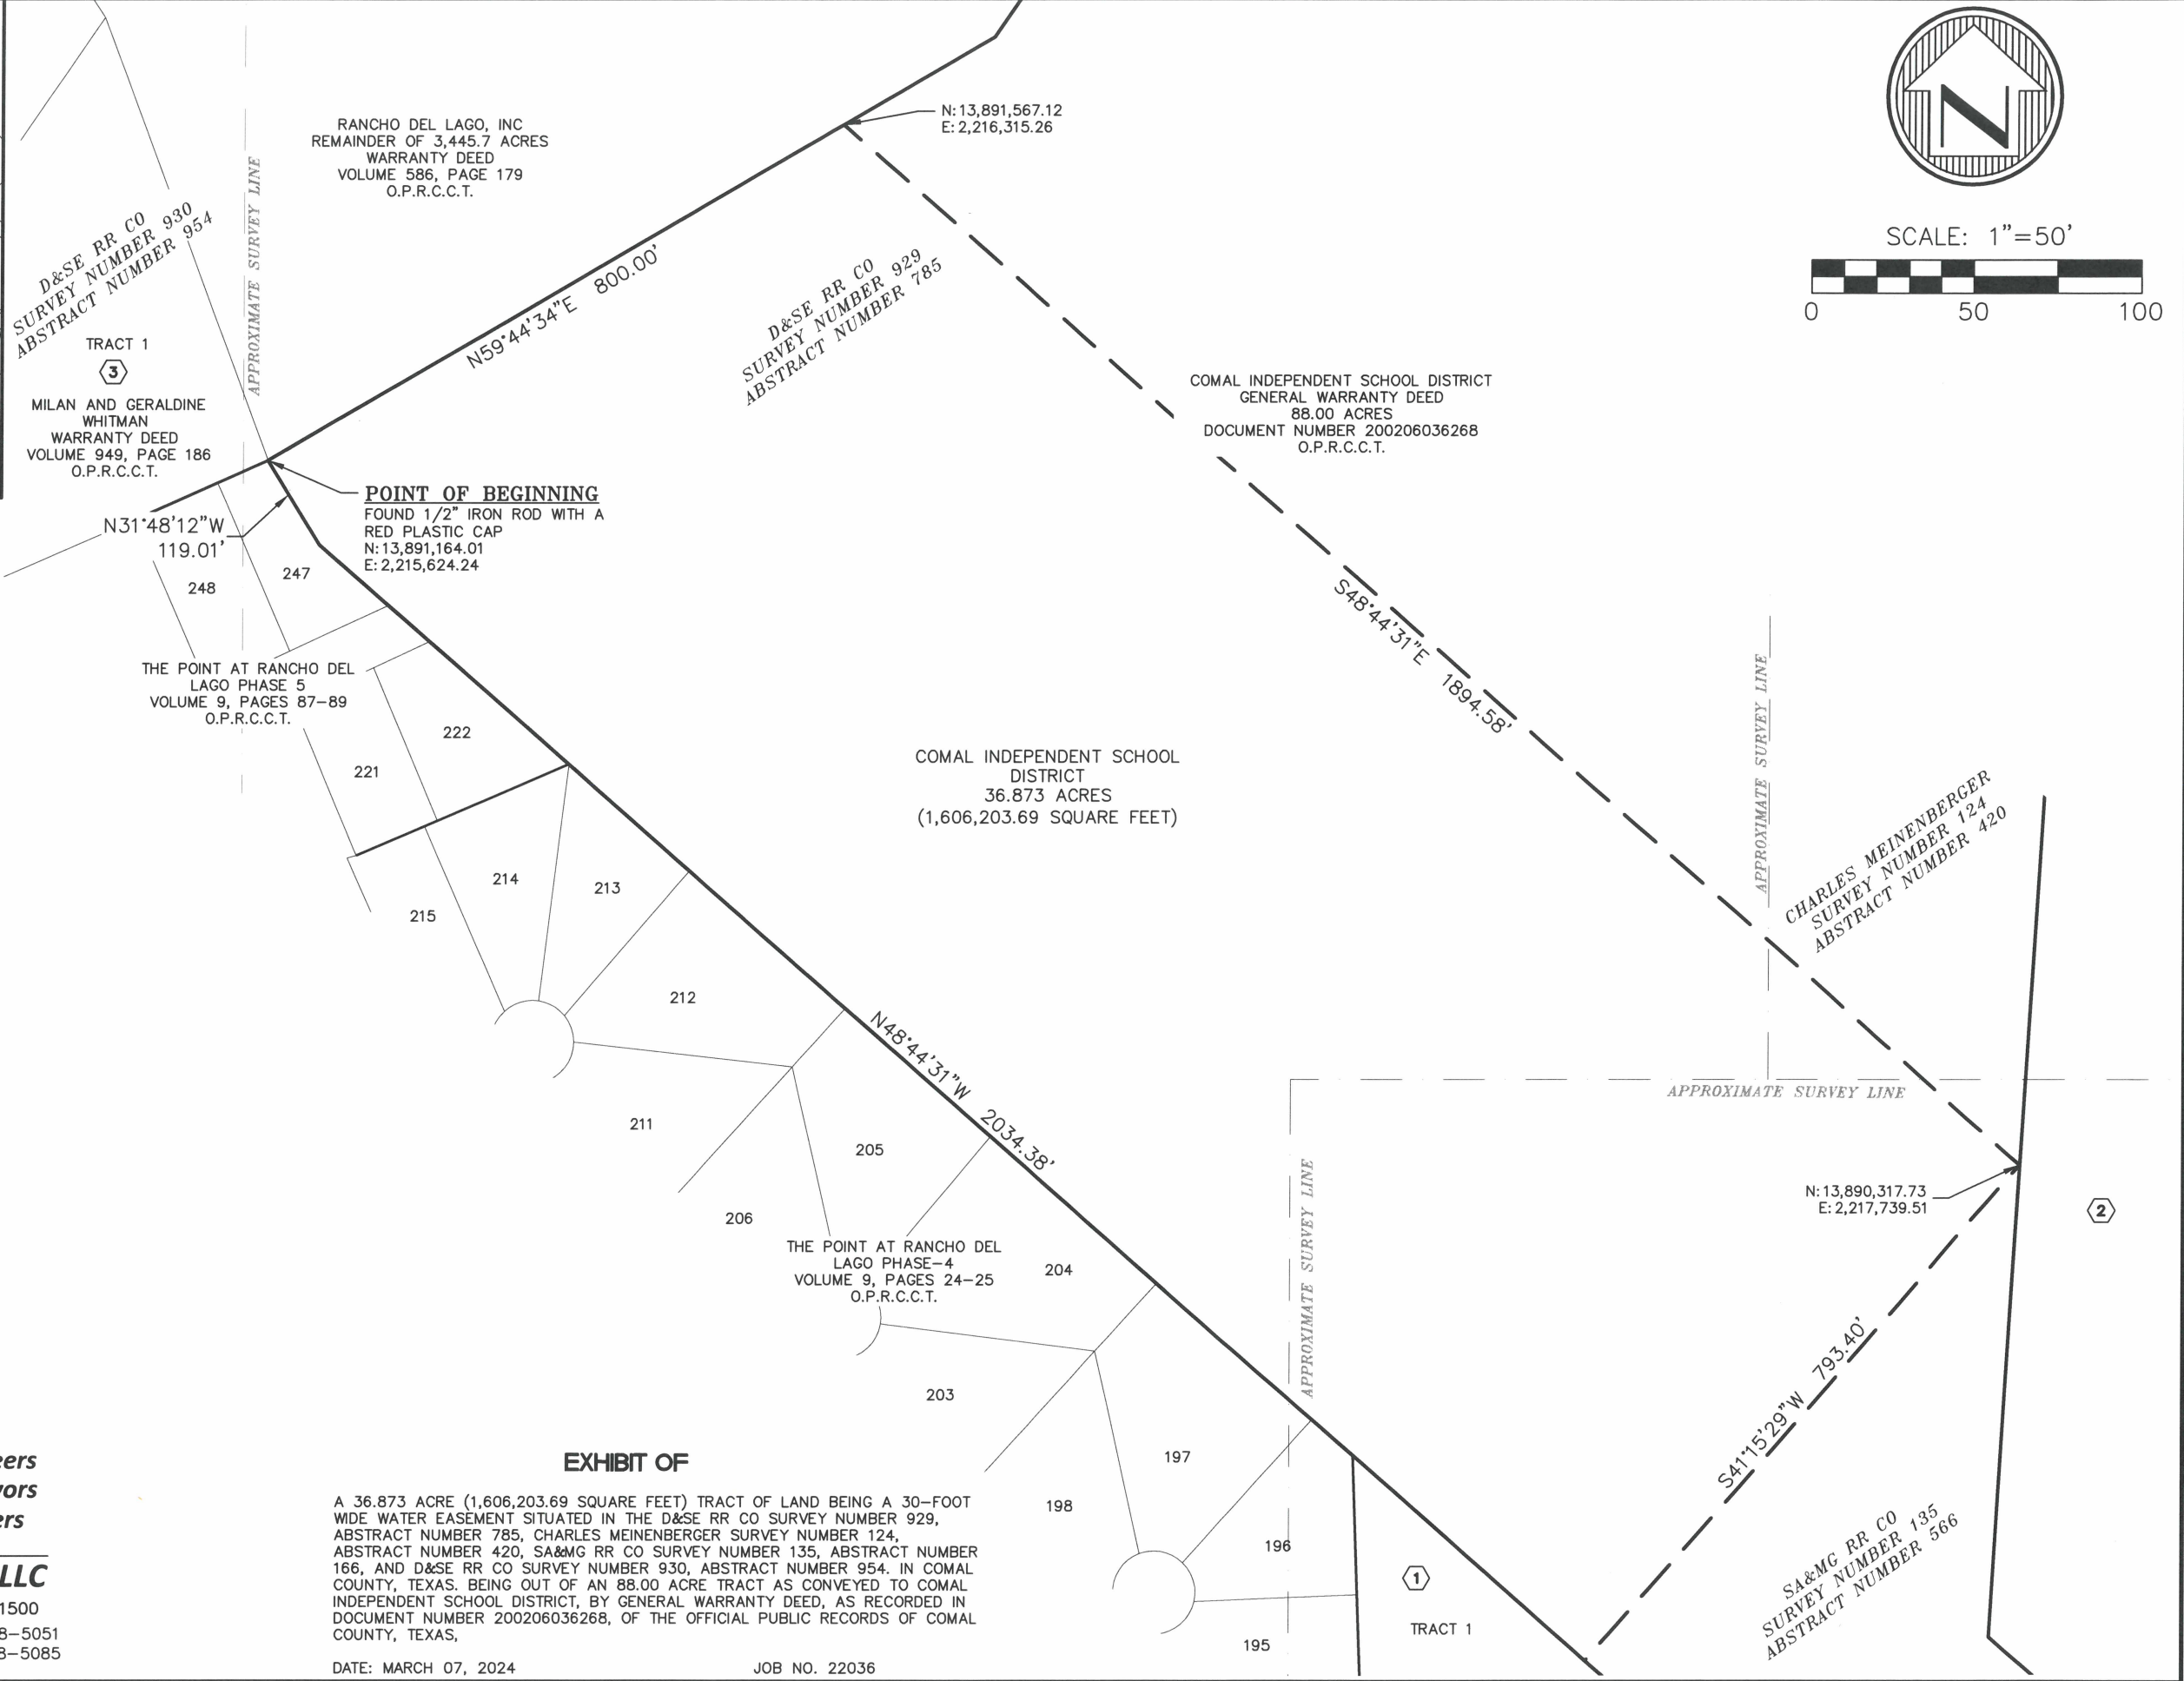 RANCHO DEL LAGO, INC
REMAINDER OF 3,445.7 ACRES
WARRANTY DEED
VOLUME 586, PAGE 179
O.P.R.C.C.T.
N:13,891,567.12
E:2,216,315.26
N
SCALE: 1"=50'
0 50 100
D&SE RR CO
SURVEY NUMBER 930
ABSTRACT NUMBER 954
APPROXIMATE SURVEY LINE
N59°44'34"E 800.00'
D&SE RR CO
SURVEY NUMBER 929
ABSTRACT NUMBER 785
TRACT 1
3
MILAN AND GERALDINE
WHITMAN
WARRANTY DEED
VOLUME 949, PAGE 186
O.P.R.C.C.T.
COMAL INDEPENDENT SCHOOL DISTRICT
GENERAL WARRANTY DEED
88.00 ACRES
DOCUMENT NUMBER 200206036268
O.P.R.C.C.T.
POINT OF BEGINNING
FOUND 1/2" IRON ROD WITH A
RED PLASTIC CAP
N:13,891,164.01
E:2,215,624.24
N31°48'12"W
119.01'
248
247
S48°44'31"E 1894.58'
THE POINT AT RANCHO DEL
LAGO PHASE 5
VOLUME 9, PAGES 87-89
O.P.R.C.C.T.
222
221
COMAL INDEPENDENT SCHOOL
DISTRICT
36.873 ACRES
(1,606,203.69 SQUARE FEET)
APPROXIMATE SURVEY LINE
CHARLES MEINENBERGER
SURVEY NUMBER 124
ABSTRACT NUMBER 420
214
213
215
212
N48°44'31"W 2034.38'
APPROXIMATE SURVEY LINE
211
205
206
APPROXIMATE SURVEY LINE
N:13,890,317.73
E:2,217,739.51
2
THE POINT AT RANCHO DEL
LAGO PHASE-4
VOLUME 9, PAGES 24-25
O.P.R.C.C.T.
204
203
S41°15'29"W 793.40'
197
198
196
195
1
TRACT 1
SA&MG RR CO
SURVEY NUMBER 135
ABSTRACT NUMBER 566
eers
yors
ers
LLC
1500
8-5051
8-5085
EXHIBIT OF
A 36.873 ACRE (1,606,203.69 SQUARE FEET) TRACT OF LAND BEING A 30-FOOT
WIDE WATER EASEMENT SITUATED IN THE D&SE RR CO SURVEY NUMBER 929,
ABSTRACT NUMBER 785, CHARLES MEINENBERGER SURVEY NUMBER 124,
ABSTRACT NUMBER 420, SA&MG RR CO SURVEY NUMBER 135, ABSTRACT NUMBER
166, AND D&SE RR CO SURVEY NUMBER 930, ABSTRACT NUMBER 954. IN COMAL
COUNTY, TEXAS. BEING OUT OF AN 88.00 ACRE TRACT AS CONVEYED TO COMAL
INDEPENDENT SCHOOL DISTRICT, BY GENERAL WARRANTY DEED, AS RECORDED IN
DOCUMENT NUMBER 200206036268, OF THE OFFICIAL PUBLIC RECORDS OF COMAL
COUNTY, TEXAS,
DATE: MARCH 07, 2024 JOB NO. 22036